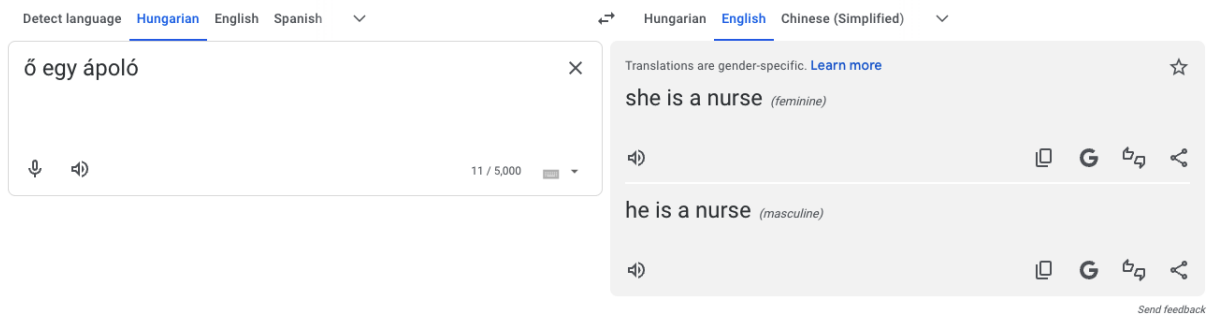 Detect language Hungarian English Spanish
Hungarian English Chinese (Simplified)
ő egy ápoló
11 / 5,000
Translations are gender-specific. Learn more
she is a nurse (feminine)
he is a nurse (masculine)
Send feedback